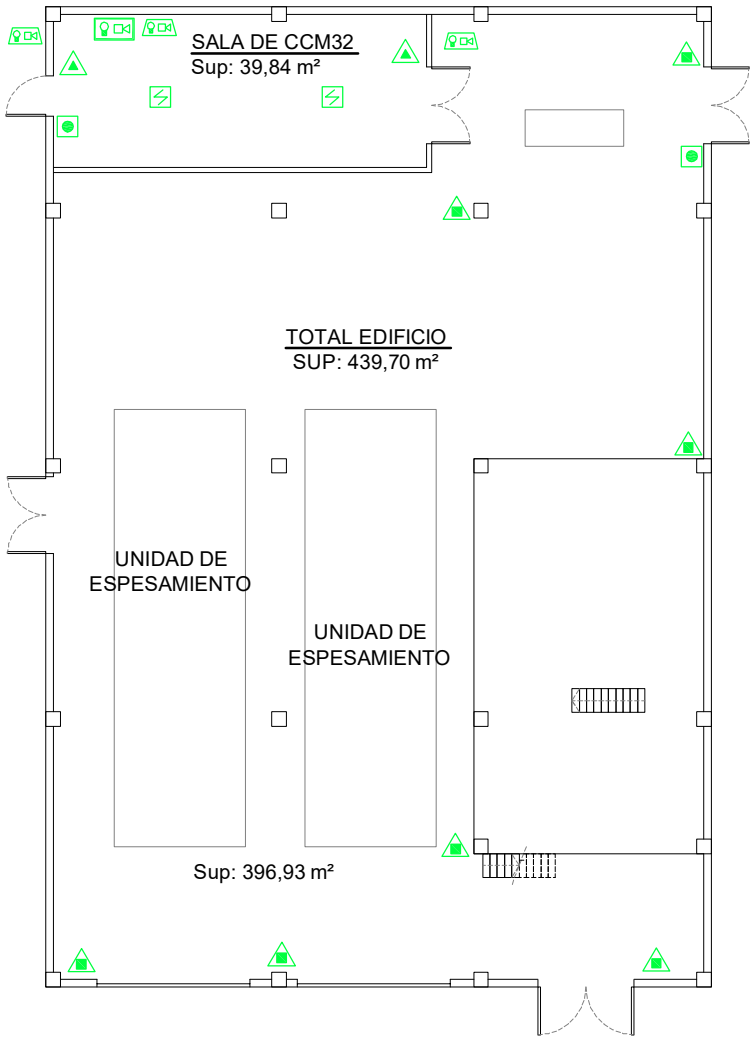 SALA DE CCM32
Sup: 39,84 m²
TOTAL EDIFICIO
SUP: 439,70 m²
UNIDAD DE
ESPESAMIENTO
UNIDAD DE
ESPESAMIENTO
Sup: 396,93 m²